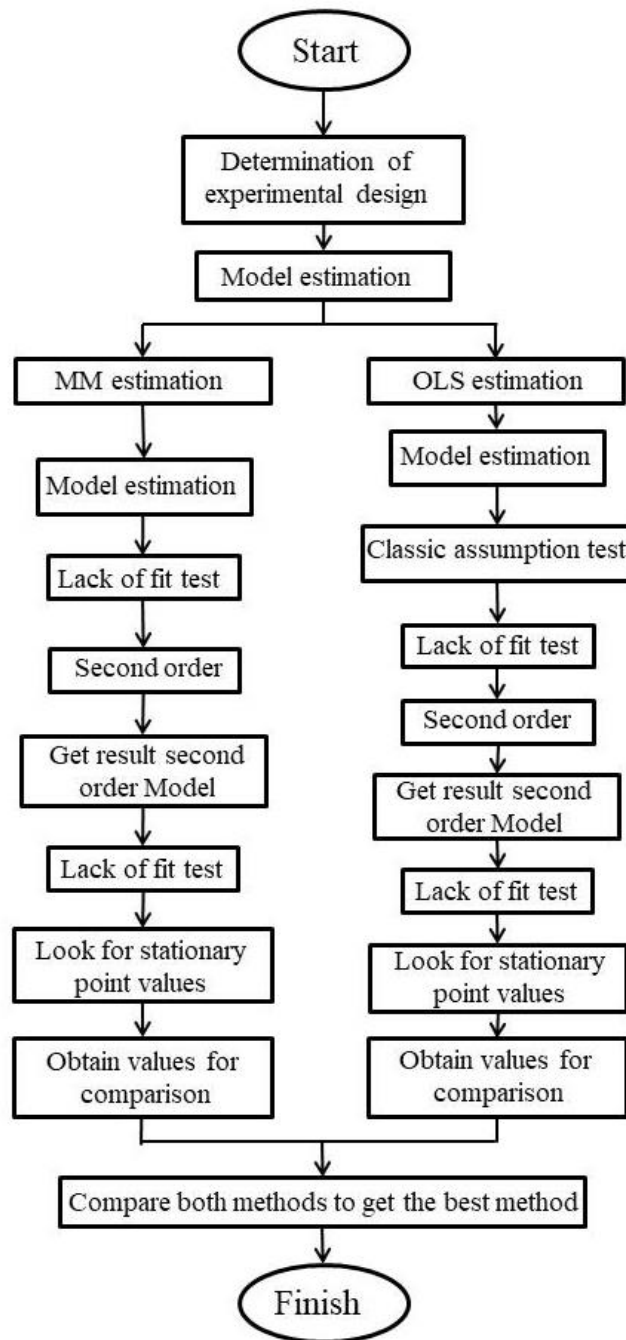 Start
Determination of
experimental design
Model estimation
MM estimation
Model estimation
Lack of fit test
Second order
Get result second
order Model
Lack of fit test
Look for stationary
point values
Obtain values for
comparison
OLS estimation
Model estimation
Classic assumption test
Lack of fit test
Second order
Get result second
order Model
Lack of fit test
Look for stationary
point values
Obtain values for
comparison
Compare both methods to get the best method
Finish